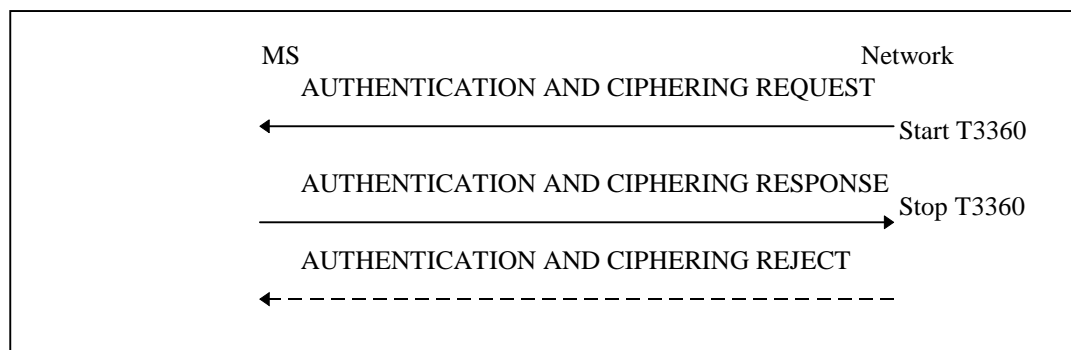 MS Network
AUTHENTICATION AND CIPHERING REQUEST
Start T3360
AUTHENTICATION AND CIPHERING RESPONSE
Stop T3360
AUTHENTICATION AND CIPHERING REJECT